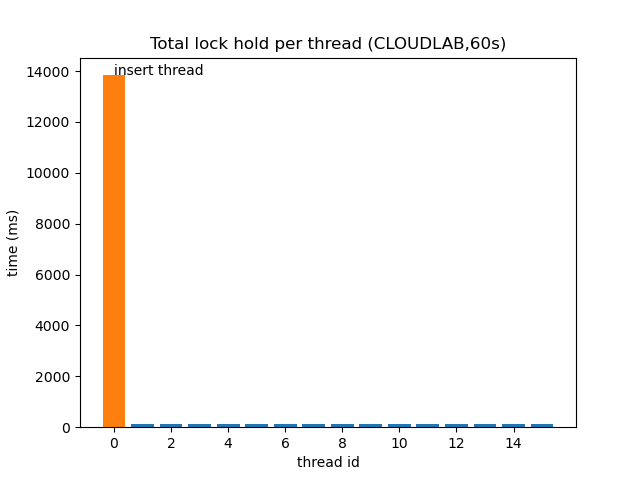 Total lock hold per thread (CLOUDLAB,60s)
14000
12000
10000
8000
6000
4000
2000
0
time (ms)
insert thread
0 2 4 6 8 10 12 14
thread id